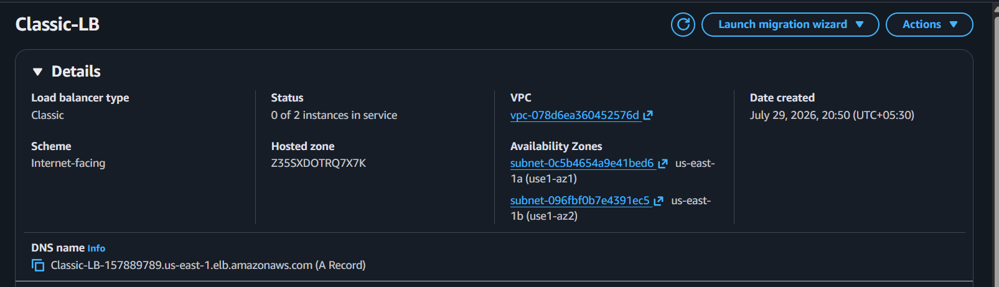 Classic-LB
Launch migration wizard
Actions
Details
Load balancer type
Classic
Status
0 of 2 instances in service
VPC
vpc-078d6ea360452576d
Date created
July 29, 2026, 20:50 (UTC+05:30)
Scheme
Internet-facing
Hosted zone
Z35SXDOTRQ7X7K
Availability Zones
subnet-0c5b4654a9e41bed6 us-east-
1a (use1-az1)
subnet-096fbf0b7e4391ec5 us-east-
1b (use1-az2)
DNS name Info
Classic-LB-157889789.us-east-1.elb.amazonaws.com (A Record)